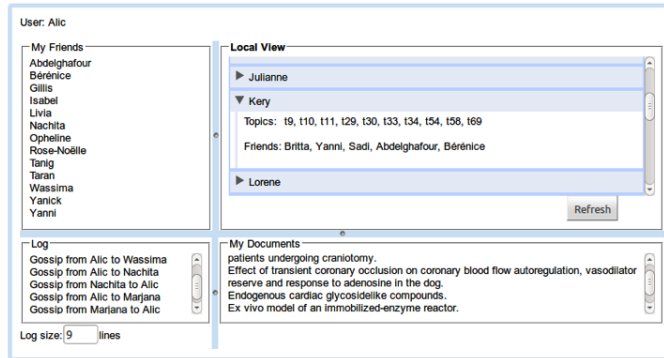 User: Alic
My Friends
Abdelghafour
Bérénice
Gillis
Isabel
Livia
Nachita
Opheline
Rose-Noëlle
Tanig
Taran
Wassima
Yanick
Yanni
Local View
Julianne
Kery
Topics: t9, t10, t11, t29, t30, t33, t34, t54, t58, t69
Friends: Britta, Yanni, Sadi, Abdelghafour, Bérénice
Lorene
Refresh
Log
Gossip from Alic to Wassima
Gossip from Alic to Nachita
Gossip from Nachita to Alic
Gossip from Alic to Marjana
Gossip from Marjana to Alic
Log size: 9 lines
My Documents
patients undergoing craniotomy.
Effect of transient coronary occlusion on coronary blood flow autoregulation, vasodilator
reserve and response to adenosine in the dog.
Endogenous cardiac glycosidelike compounds.
Ex vivo model of an immobilized-enzyme reactor.